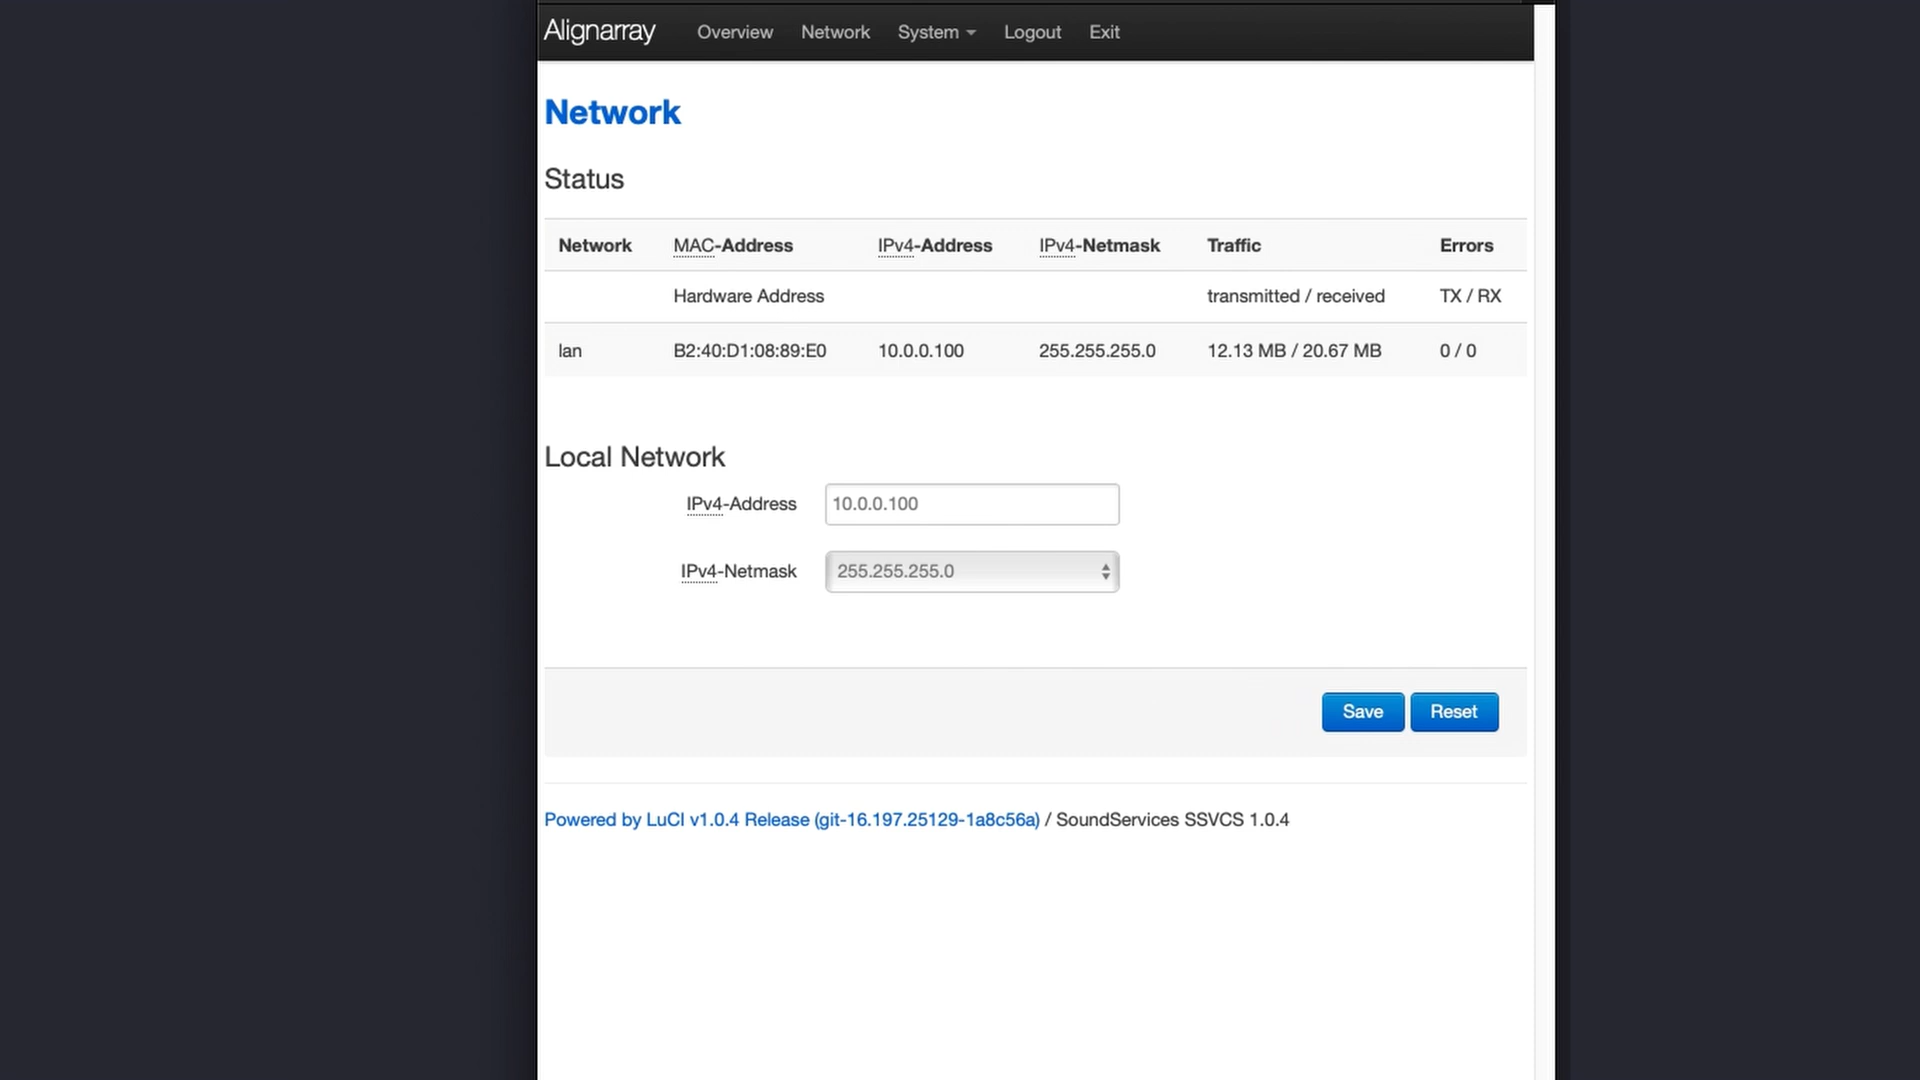 Alignarray Overview Network System Logout Exit
Network
Status
Network MAC-Address IPv4-Address IPv4-Netmask Traffic Errors
Hardware Address transmitted / received TX / RX
lan B2:40:D1:08:89:E0 10.0.0.100 255.255.255.0 12.13 MB / 20.67 MB 0 / 0
Local Network
IPv4-Address 10.0.0.100
IPv4-Netmask 255.255.255.0
Save Reset
Powered by LuCI v1.0.4 Release (git-16.197.25129-1a8c56a) / SoundServices SSVCS 1.0.4